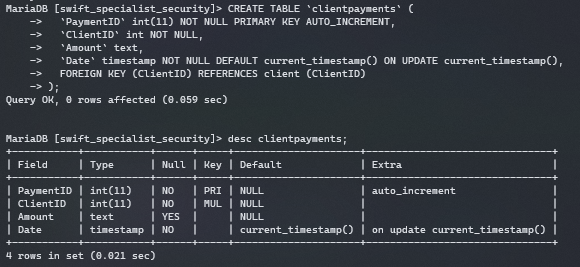 MariaDB [swift_specialist_security]> CREATE TABLE `clientpayments` (
    ->   `PaymentID` int(11) NOT NULL PRIMARY KEY AUTO_INCREMENT,
    ->   `ClientID` int NOT NULL,
    ->   `Amount` text,
    ->   `Date` timestamp NOT NULL DEFAULT current_timestamp() ON UPDATE current_timestamp(),
    ->   FOREIGN KEY (ClientID) REFERENCES client (ClientID)
    -> );
Query OK, 0 rows affected (0.059 sec)
MariaDB [swift_specialist_security]> desc clientpayments;
+-----------+-----------+------+-----+---------------------+-------------------------------+
| Field     | Type      | Null | Key | Default             | Extra                         |
+-----------+-----------+------+-----+---------------------+-------------------------------+
| PaymentID | int(11)   | NO   | PRI | NULL                | auto_increment                |
| ClientID  | int(11)   | NO   | MUL | NULL                |                               |
| Amount    | text      | YES  |     | NULL                |                               |
| Date      | timestamp | NO   |     | current_timestamp() | on update current_timestamp() |
+-----------+-----------+------+-----+---------------------+-------------------------------+
4 rows in set (0.021 sec)